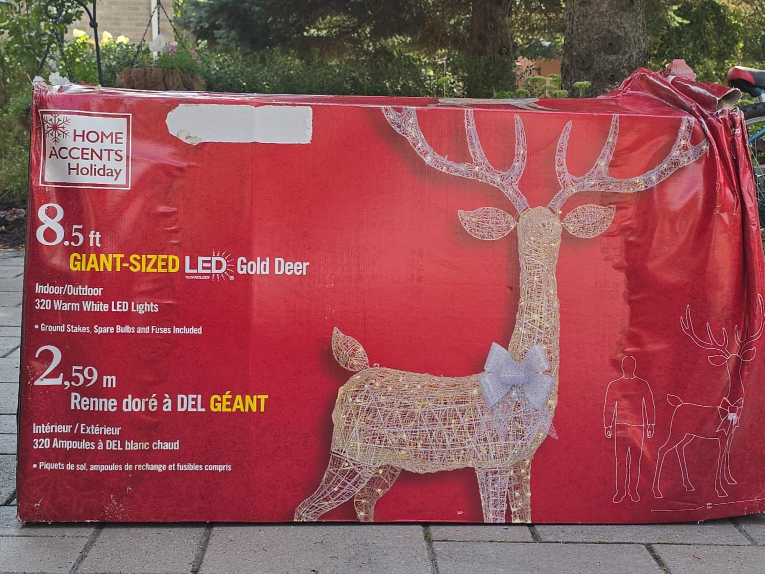 HOME
ACCENTS
Holiday
8.5 ft
GIANT-SIZED LED Gold Deer
TECHNOLOGY
Indoor/Outdoor
320 Warm White LED Lights
• Ground Stakes, Spare Bulbs and Fuses Included
2,59 m
Renne doré à DEL GÉANT
Intérieur / Extérieur
320 Ampoules à DEL blanc chaud
• Piquets de sol, ampoules de rechange et fusibles compris